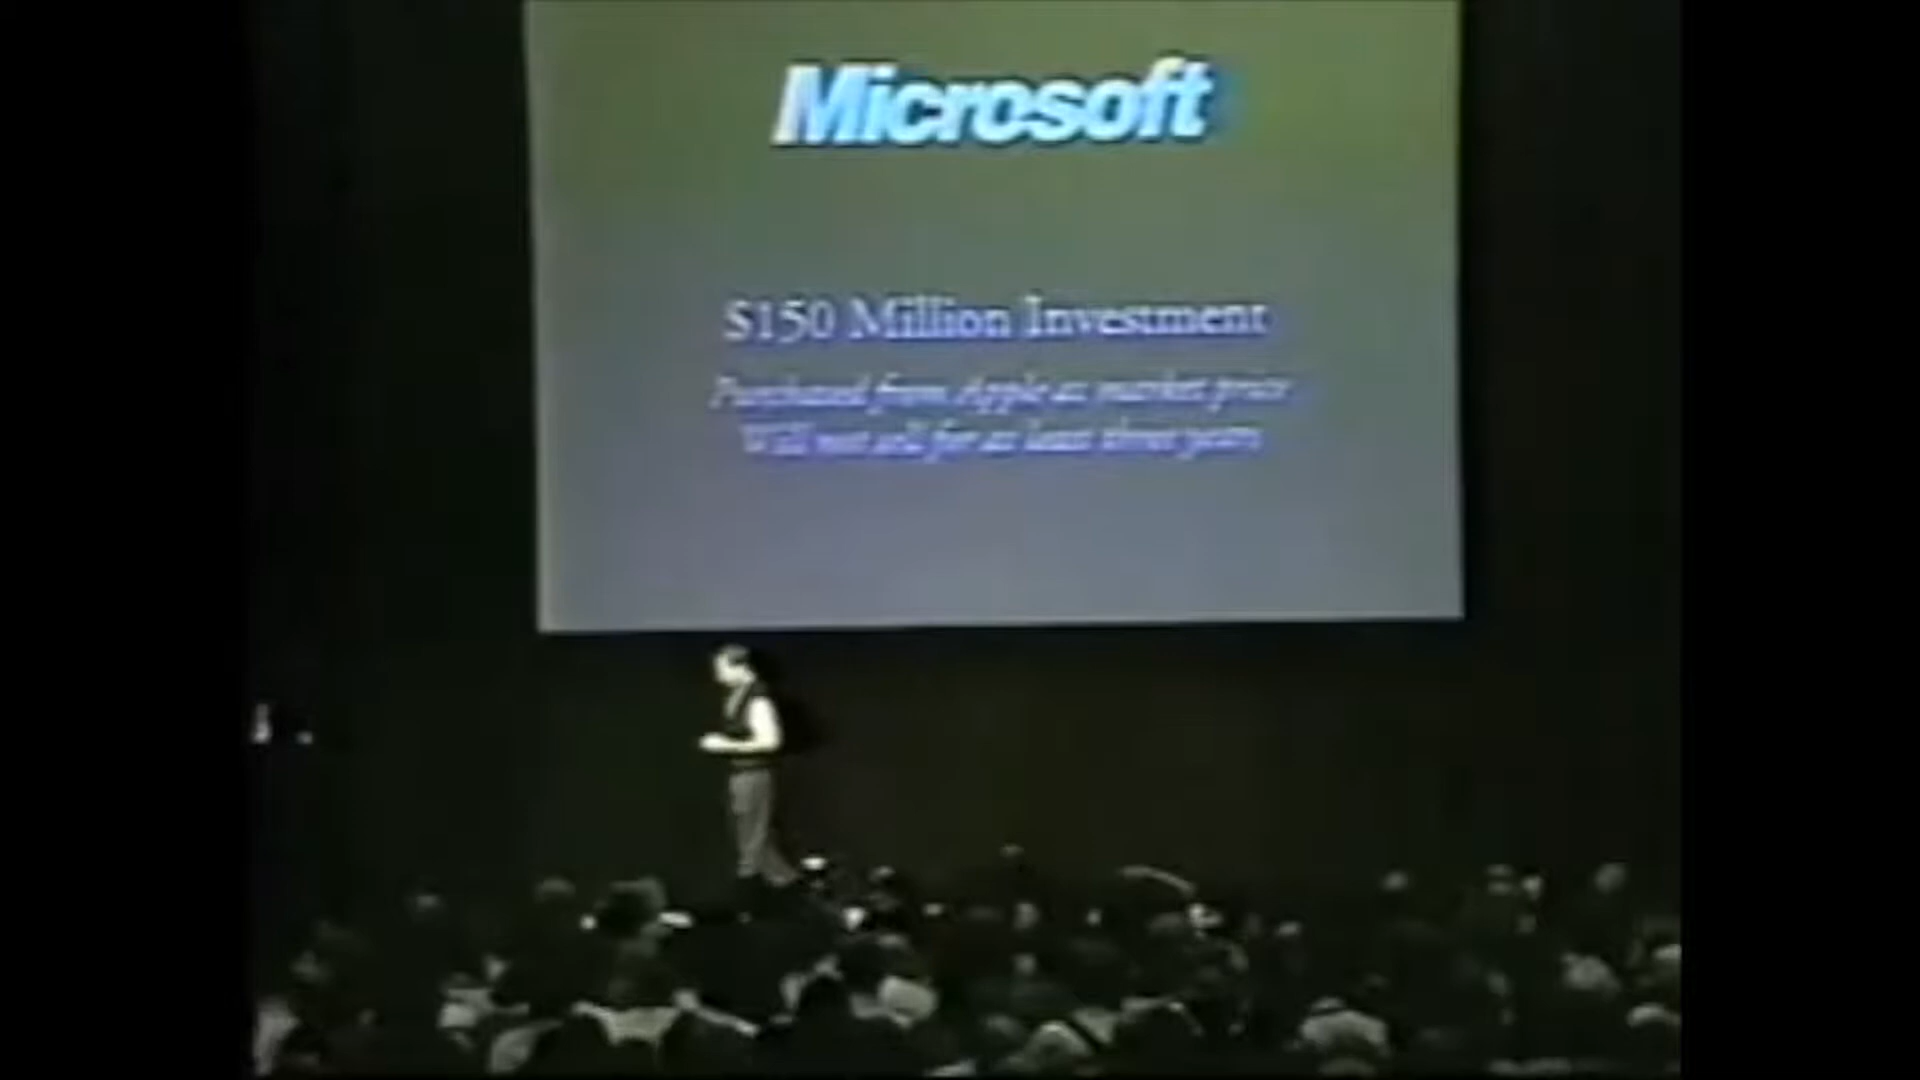 Microsoft
$150 Million Investment
Purchased from Apple at market price
Will not sell for at least three years